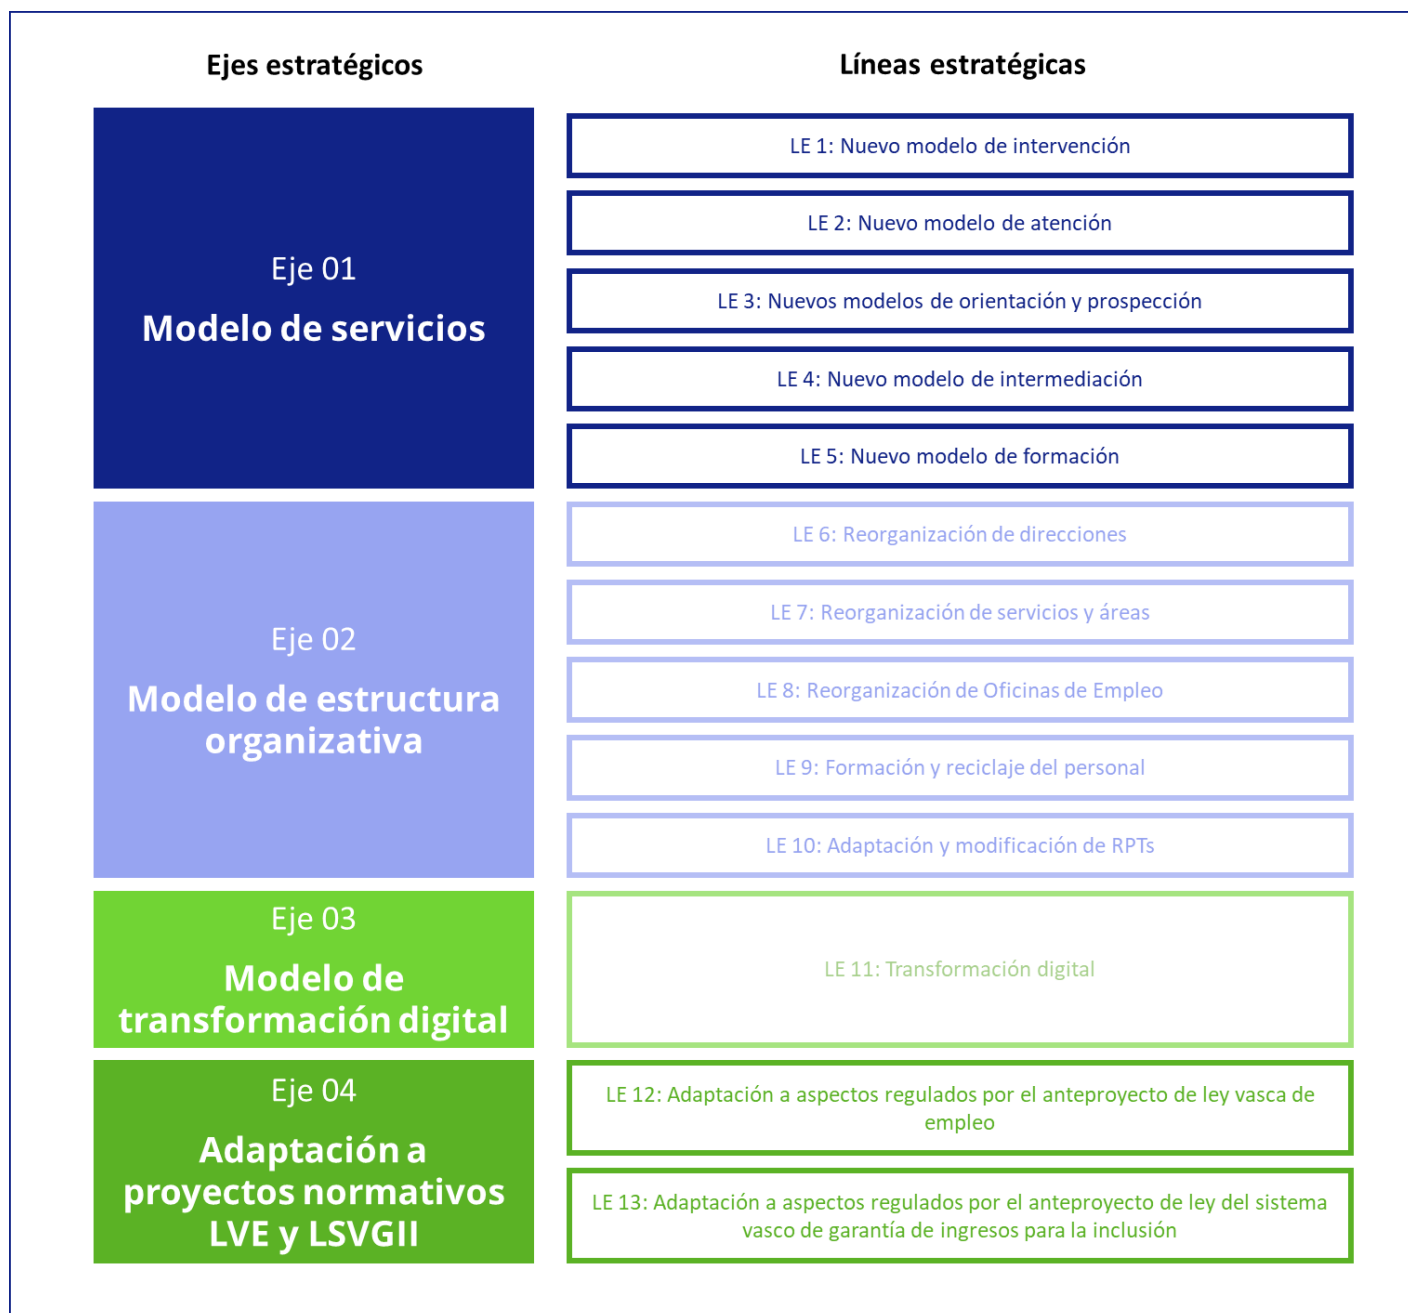 Ejes estratégicos
Líneas estratégicas
Eje 01
Modelo de servicios
LE 1: Nuevo modelo de intervención
LE 2: Nuevo modelo de atención
LE 3: Nuevos modelos de orientación y prospección
LE 4: Nuevo modelo de intermediación
LE 5: Nuevo modelo de formación
Eje 02
Modelo de estructura
organizativa
LE 6: Reorganización de direcciones
LE 7: Reorganización de servicios y áreas
LE 8: Reorganización de Oficinas de Empleo
LE 9: Formación y reciclaje del personal
LE 10: Adaptación y modificación de RPTs
Eje 03
Modelo de
transformación digital
LE 11: Transformación digital
Eje 04
Adaptación a
proyectos normativos
LVE y LSVGII
LE 12: Adaptación a aspectos regulados por el anteproyecto de ley vasca de
empleo
LE 13: Adaptación a aspectos regulados por el anteproyecto de ley del sistema
vasco de garantía de ingresos para la inclusión